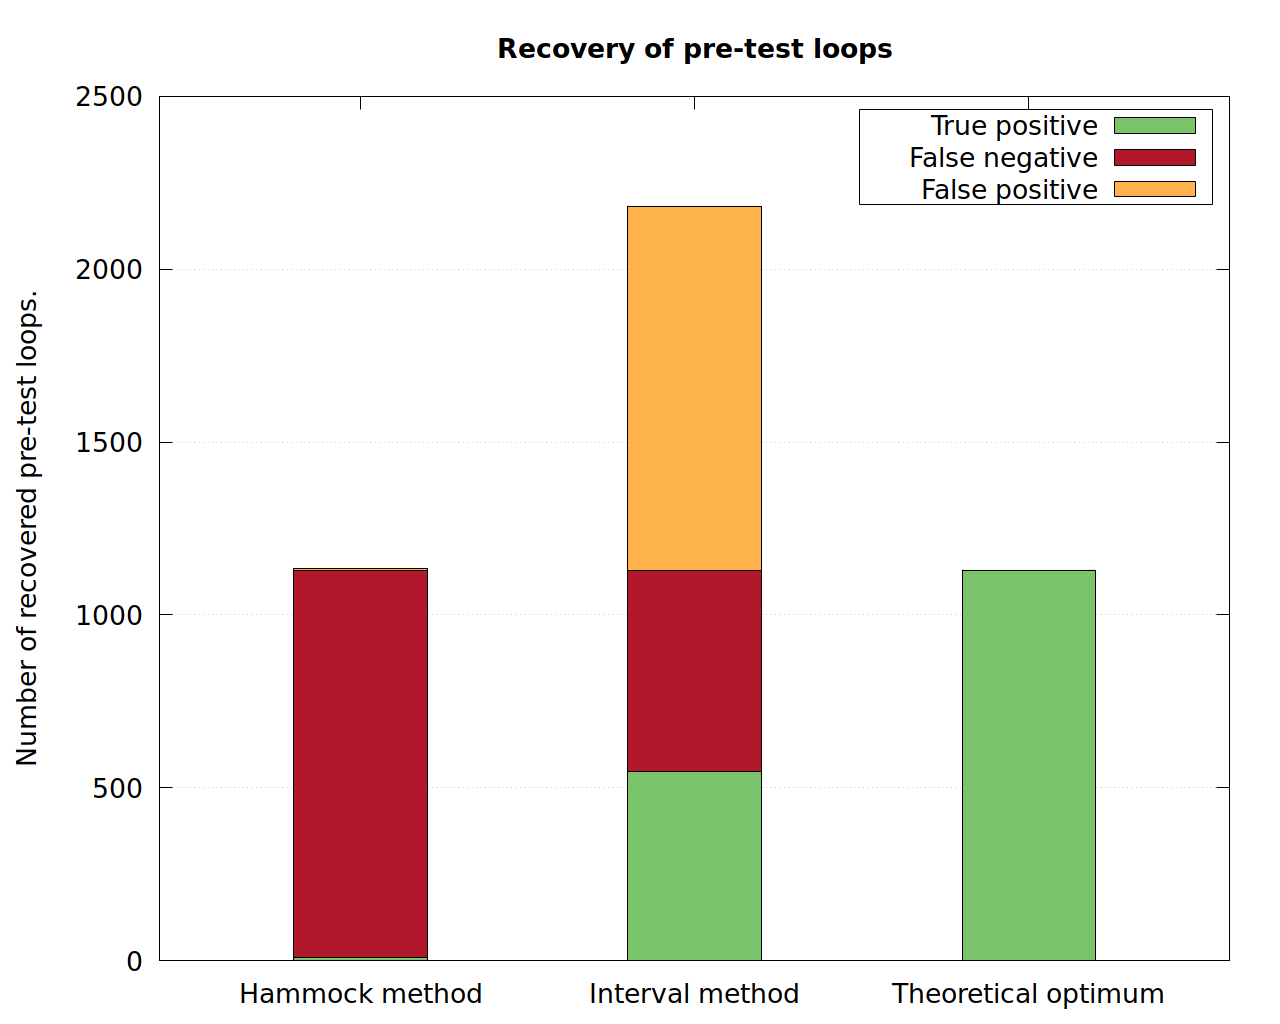 Recovery of pre-test loops
2500
2000
1500
1000
500
0
Number of recovered pre-test loops.
True positive
False negative
False positive
Hammock method
Interval method
Theoretical optimum